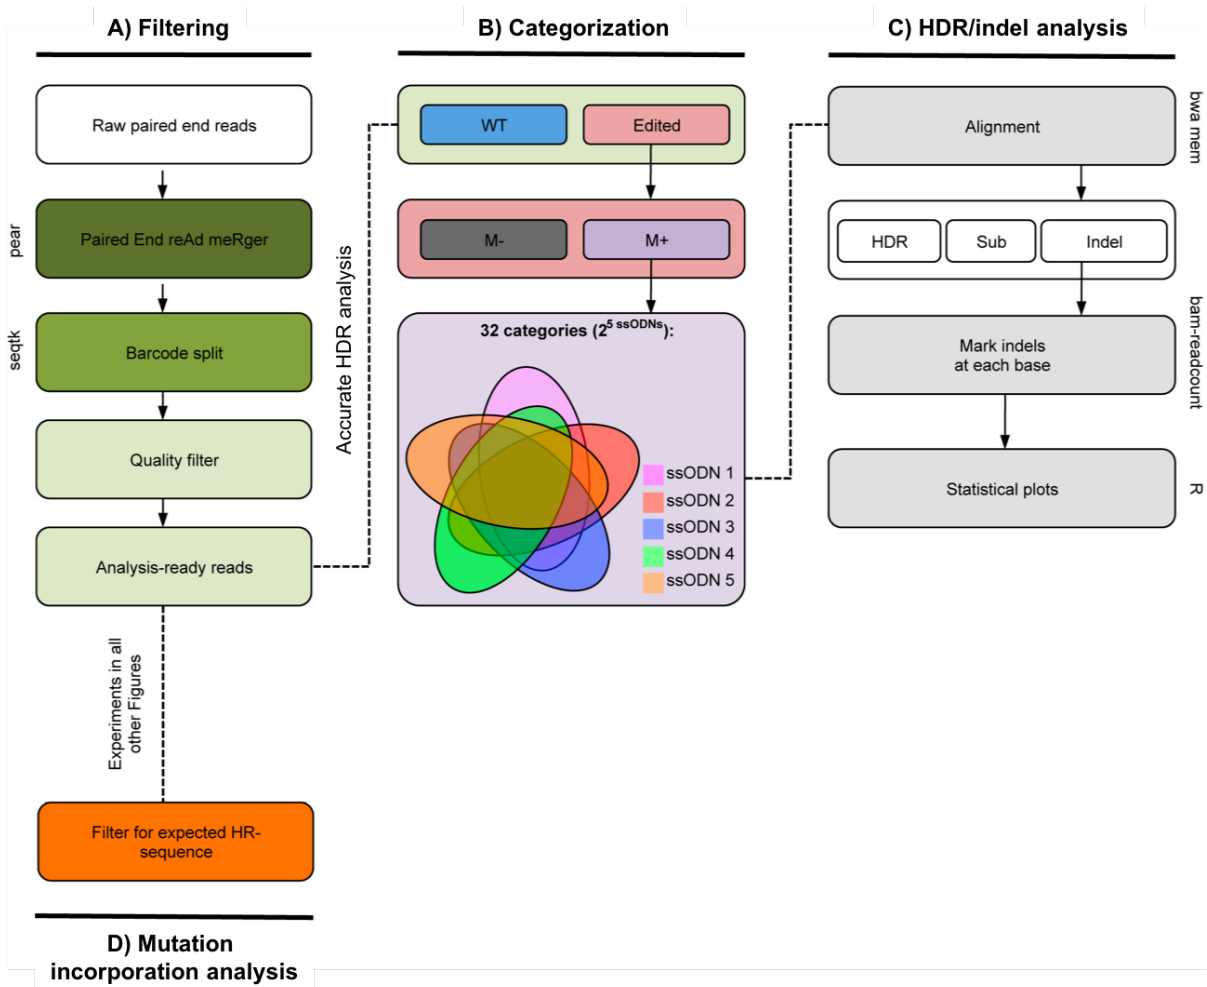 A) Filtering
Raw paired end reads
pear
Paired End reAd meRger
seqtk
Barcode split
Quality filter
Analysis-ready reads
Experiments in all
other Figures
Filter for expected HR-
sequence
D) Mutation
incorporation analysis
Accurate HDR analysis
B) Categorization
WT
Edited
M-
M+
32 categories (2^5 ssODNs):
ssODN 1
ssODN 2
ssODN 3
ssODN 4
ssODN 5
C) HDR/indel analysis
Alignment
bwa mem
HDR
Sub
Indel
Mark indels
at each base
bam-readcount
Statistical plots
R